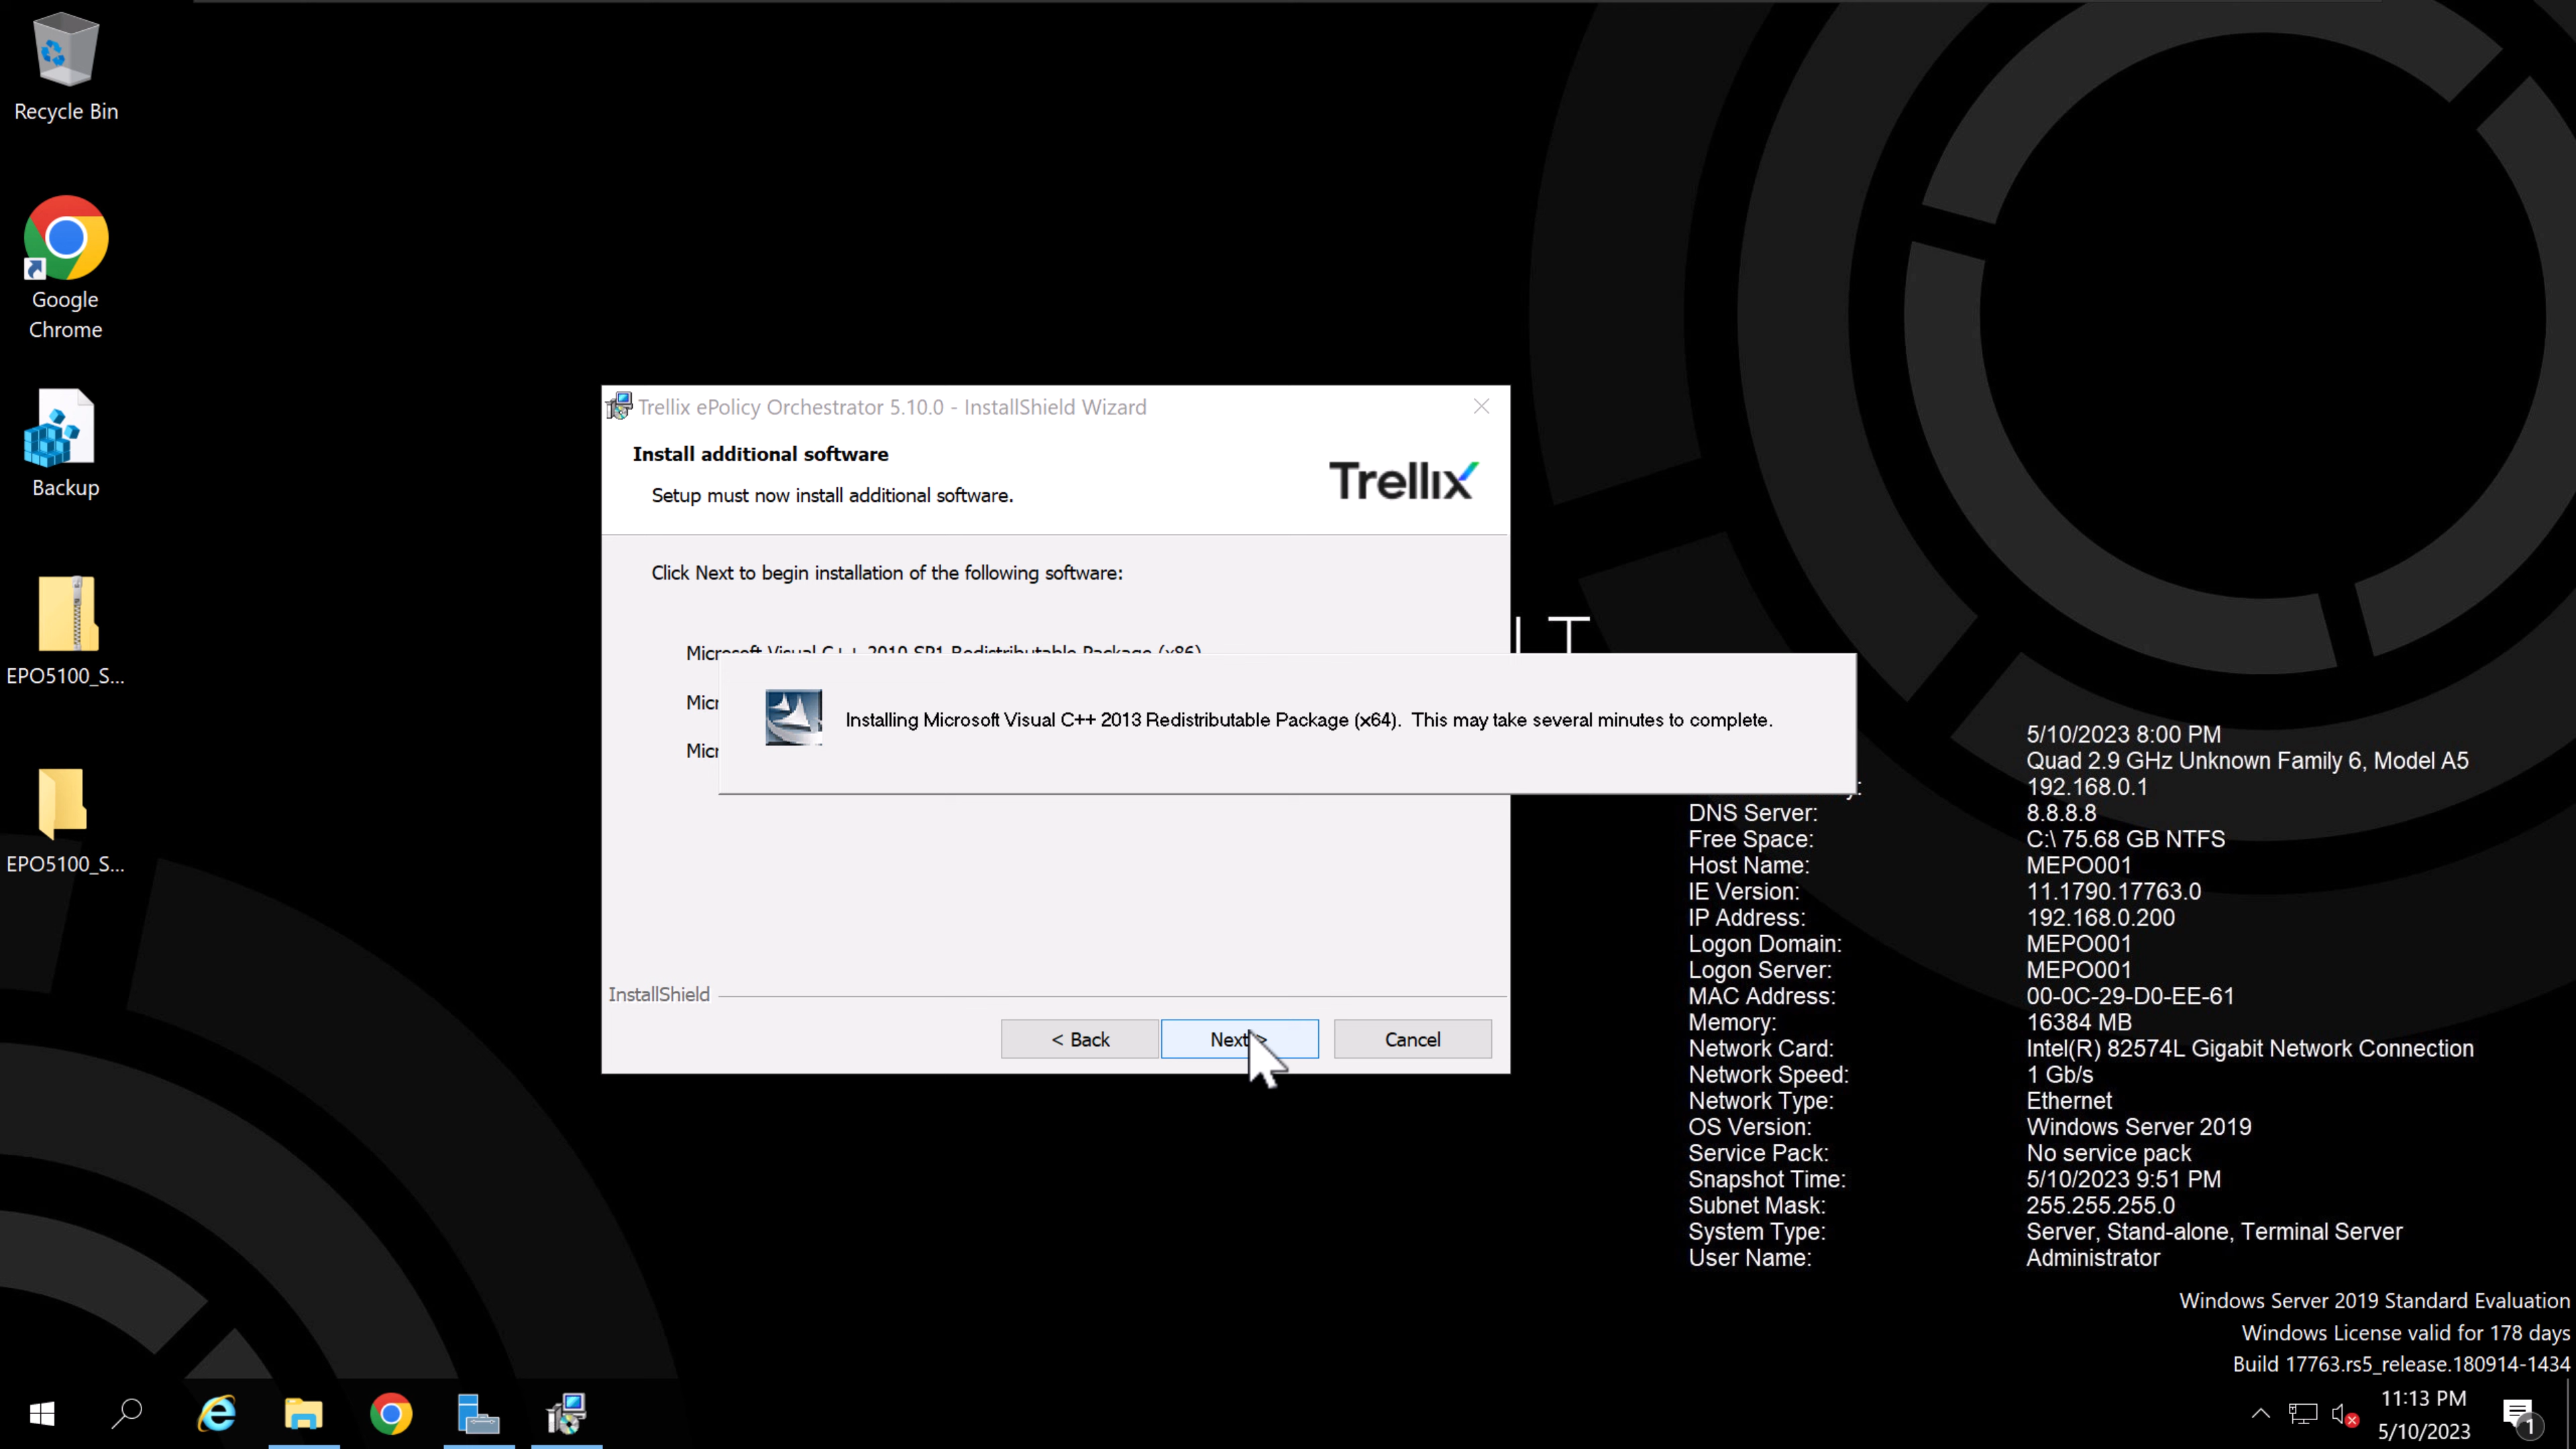 Recycle Bin
Google
Chrome
Backup
EPO5100_S...
EPO5100_S...
Trellix ePolicy Orchestrator 5.10.0 - InstallShield Wizard
Install additional software
Setup must now install additional software.
Trellix
Click Next to begin installation of the following software:
Microsoft Visual C++ 2010 SP1 Redistributable Package (x86)
Micr
Micr
Installing Microsoft Visual C++ 2013 Redistributable Package (x64). This may take several minutes to complete.
InstallShield
< Back
Next >
Cancel
LT
5/10/2023 8:00 PM
Quad 2.9 GHz Unknown Family 6, Model A5
192.168.0.1
DNS Server: 8.8.8.8
Free Space: C:\ 75.68 GB NTFS
Host Name: MEPO001
IE Version: 11.1790.17763.0
IP Address: 192.168.0.200
Logon Domain: MEPO001
Logon Server: MEPO001
MAC Address: 00-0C-29-D0-EE-61
Memory: 16384 MB
Network Card: Intel(R) 82574L Gigabit Network Connection
Network Speed: 1 Gb/s
Network Type: Ethernet
OS Version: Windows Server 2019
Service Pack: No service pack
Snapshot Time: 5/10/2023 9:51 PM
Subnet Mask: 255.255.255.0
System Type: Server, Stand-alone, Terminal Server
User Name: Administrator
Windows Server 2019 Standard Evaluation
Windows License valid for 178 days
Build 17763.rs5_release.180914-1434
11:13 PM
5/10/2023
1